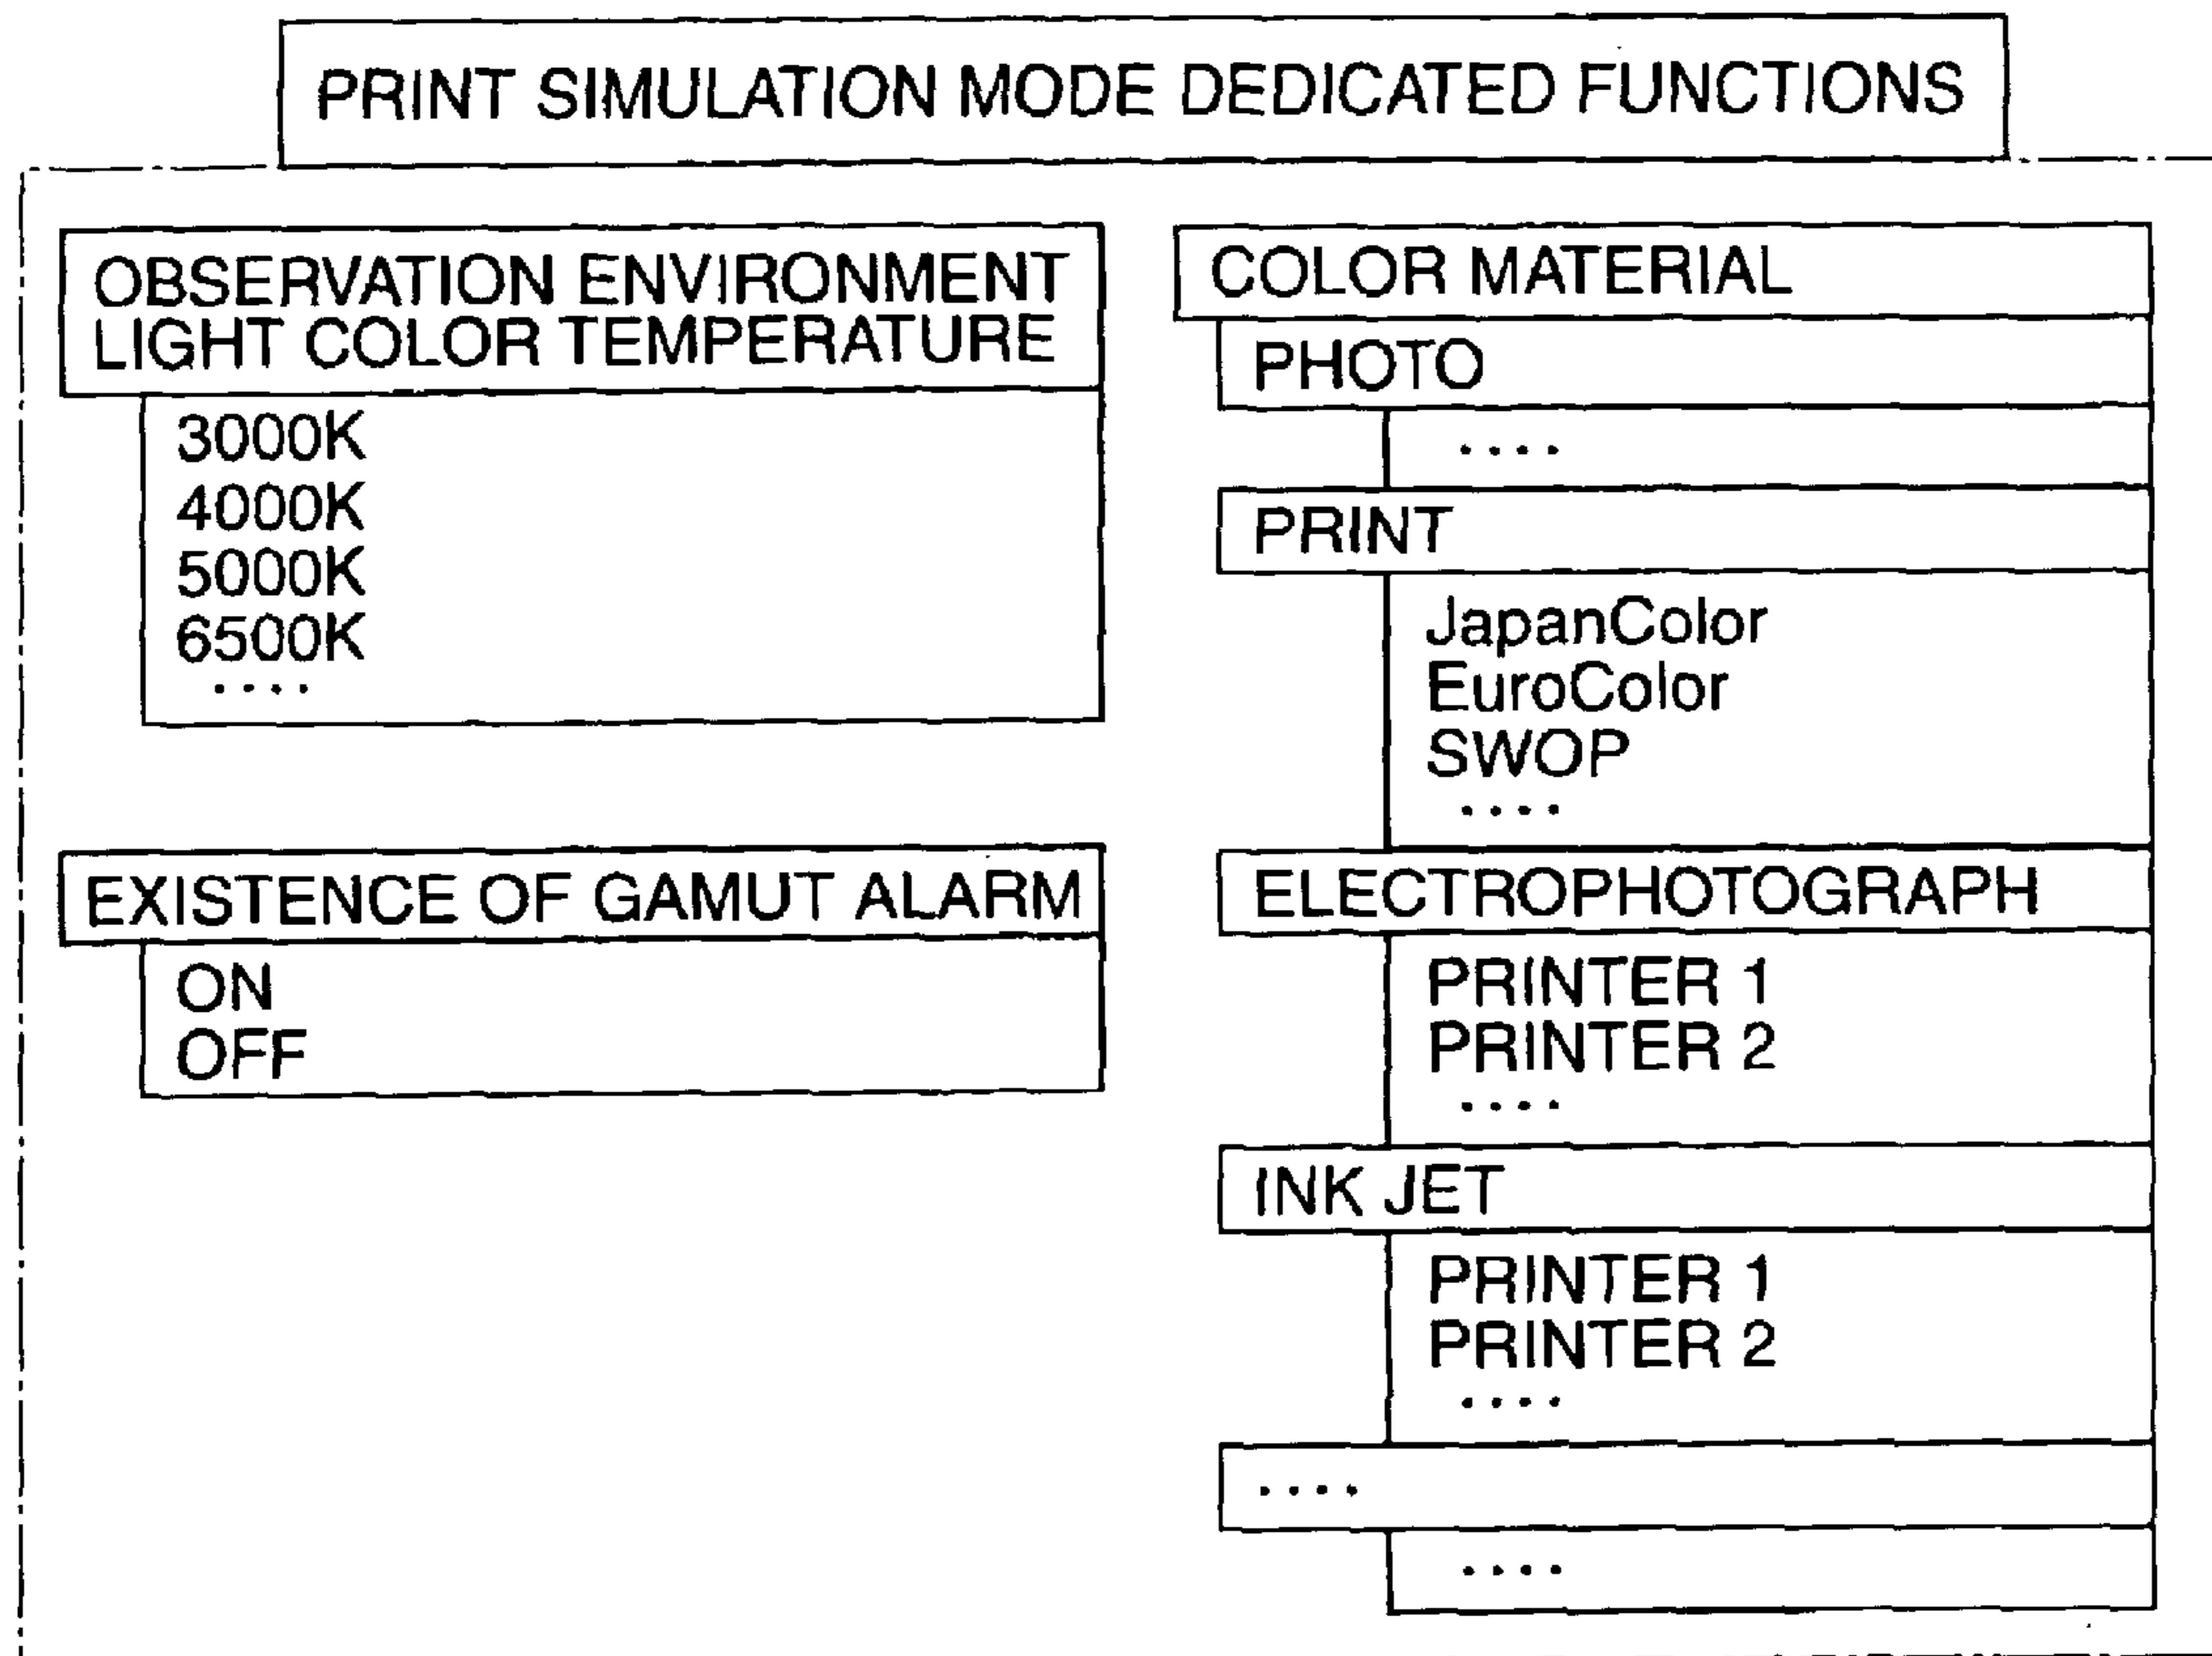 PRINT SIMULATION MODE DEDICATED FUNCTIONS
OBSERVATION ENVIRONMENT
LIGHT COLOR TEMPERATURE
3000K
4000K
5000K
6500K
....
EXISTENCE OF GAMUT ALARM
ON
OFF
COLOR MATERIAL
PHOTO
....
PRINT
JapanColor
EuroColor
SWOP
....
ELECTROPHOTOGRAPH
PRINTER 1
PRINTER 2
....
INK JET
PRINTER 1
PRINTER 2
....
....
....